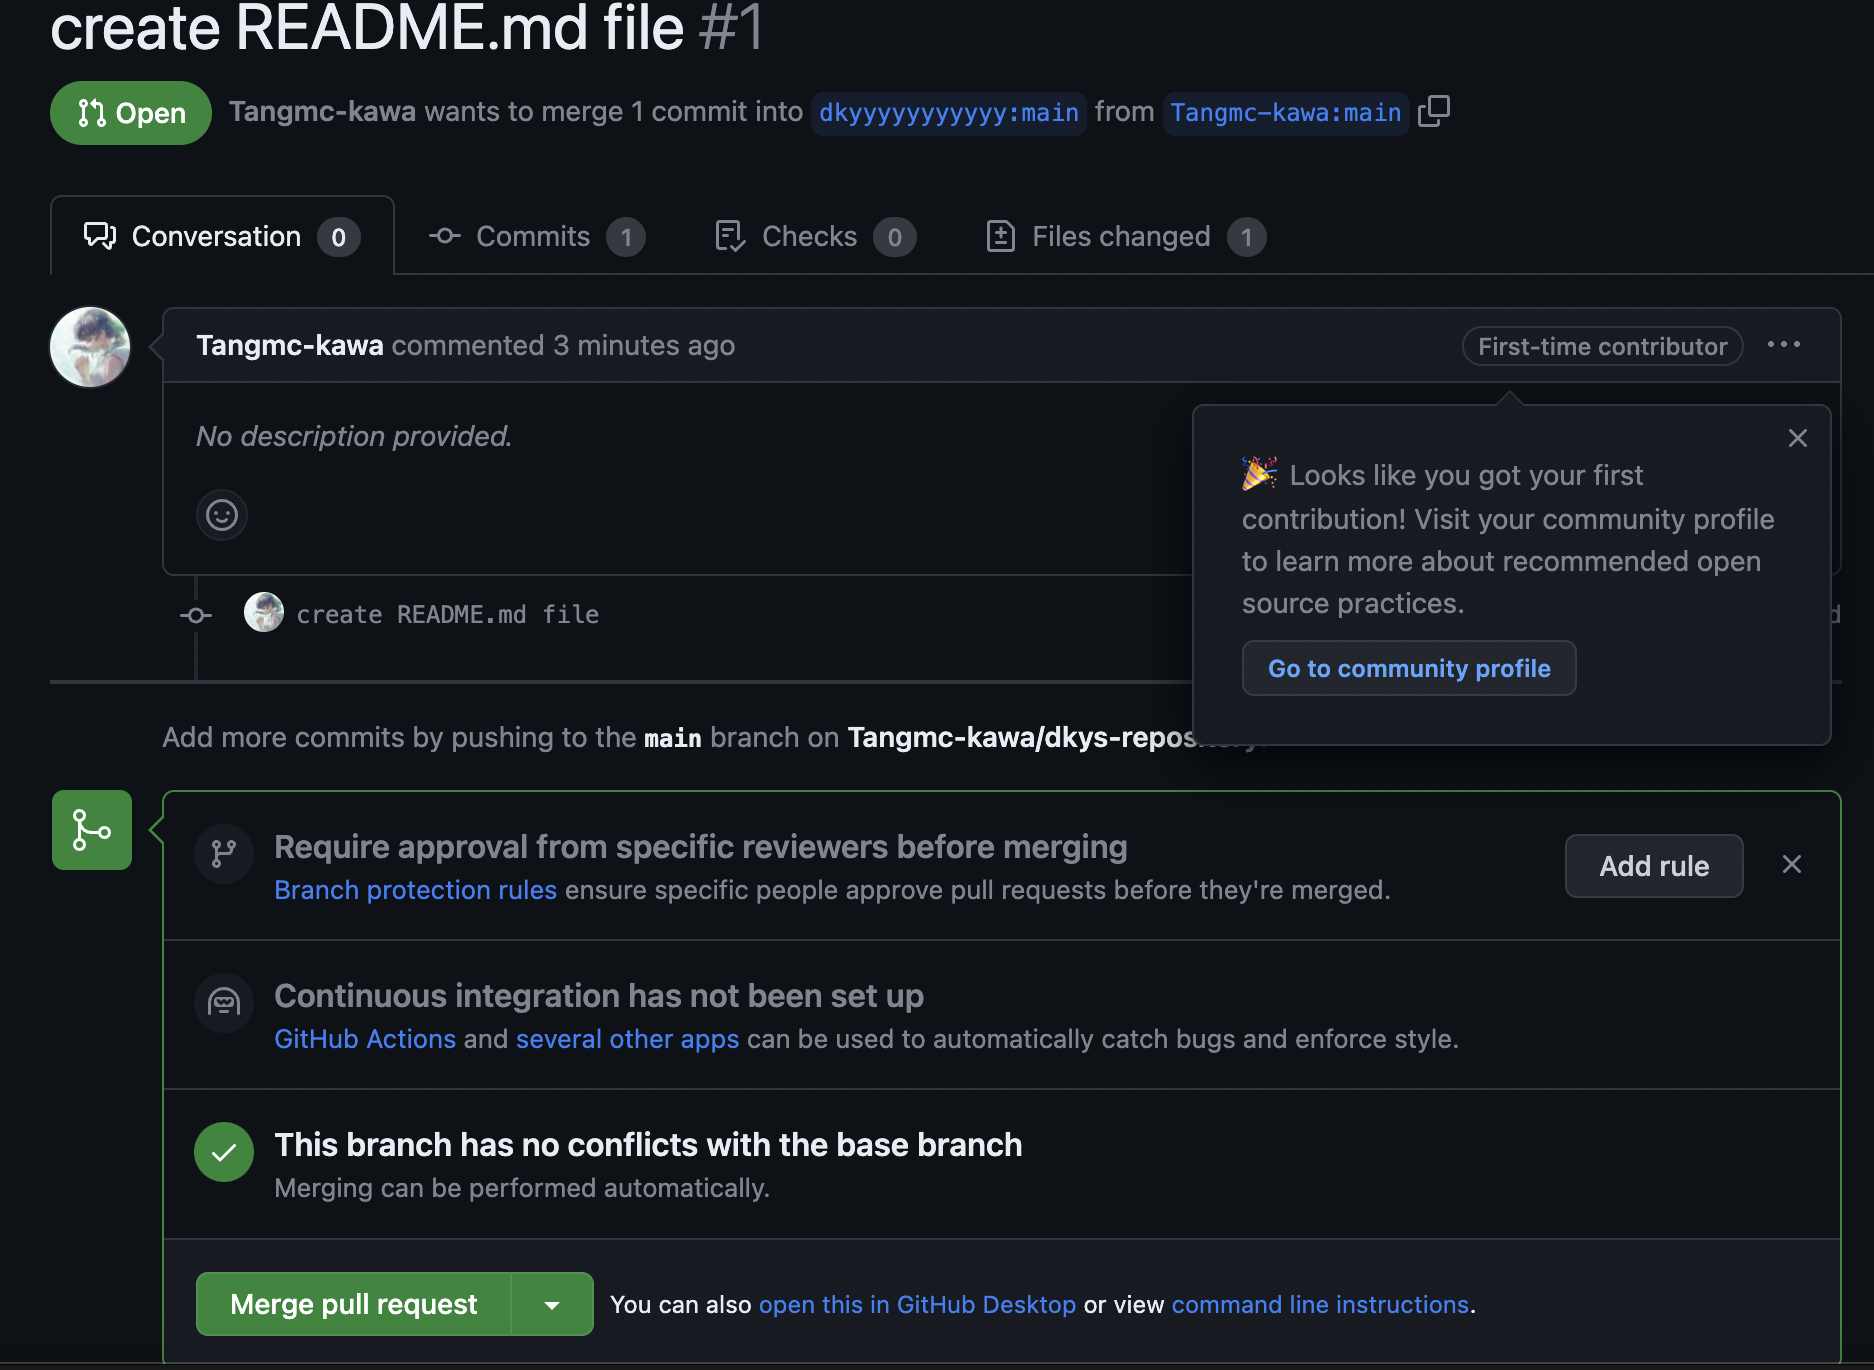 create README.md file #1
Open
Tangmc-kawa wants to merge 1 commit into dkyyyyyyyyyyy:main from Tangmc-kawa:main
Conversation 0
Commits 1
Checks 0
Files changed 1
Tangmc-kawa commented 3 minutes ago
First-time contributor
No description provided.
Looks like you got your first
contribution! Visit your community profile
to learn more about recommended open
source practices.
Go to community profile
create README.md file
Add more commits by pushing to the main branch on Tangmc-kawa/dkys-repository.
Require approval from specific reviewers before merging
Branch protection rules ensure specific people approve pull requests before they're merged.
Add rule
Continuous integration has not been set up
GitHub Actions and several other apps can be used to automatically catch bugs and enforce style.
This branch has no conflicts with the base branch
Merging can be performed automatically.
Merge pull request
You can also open this in GitHub Desktop or view command line instructions.